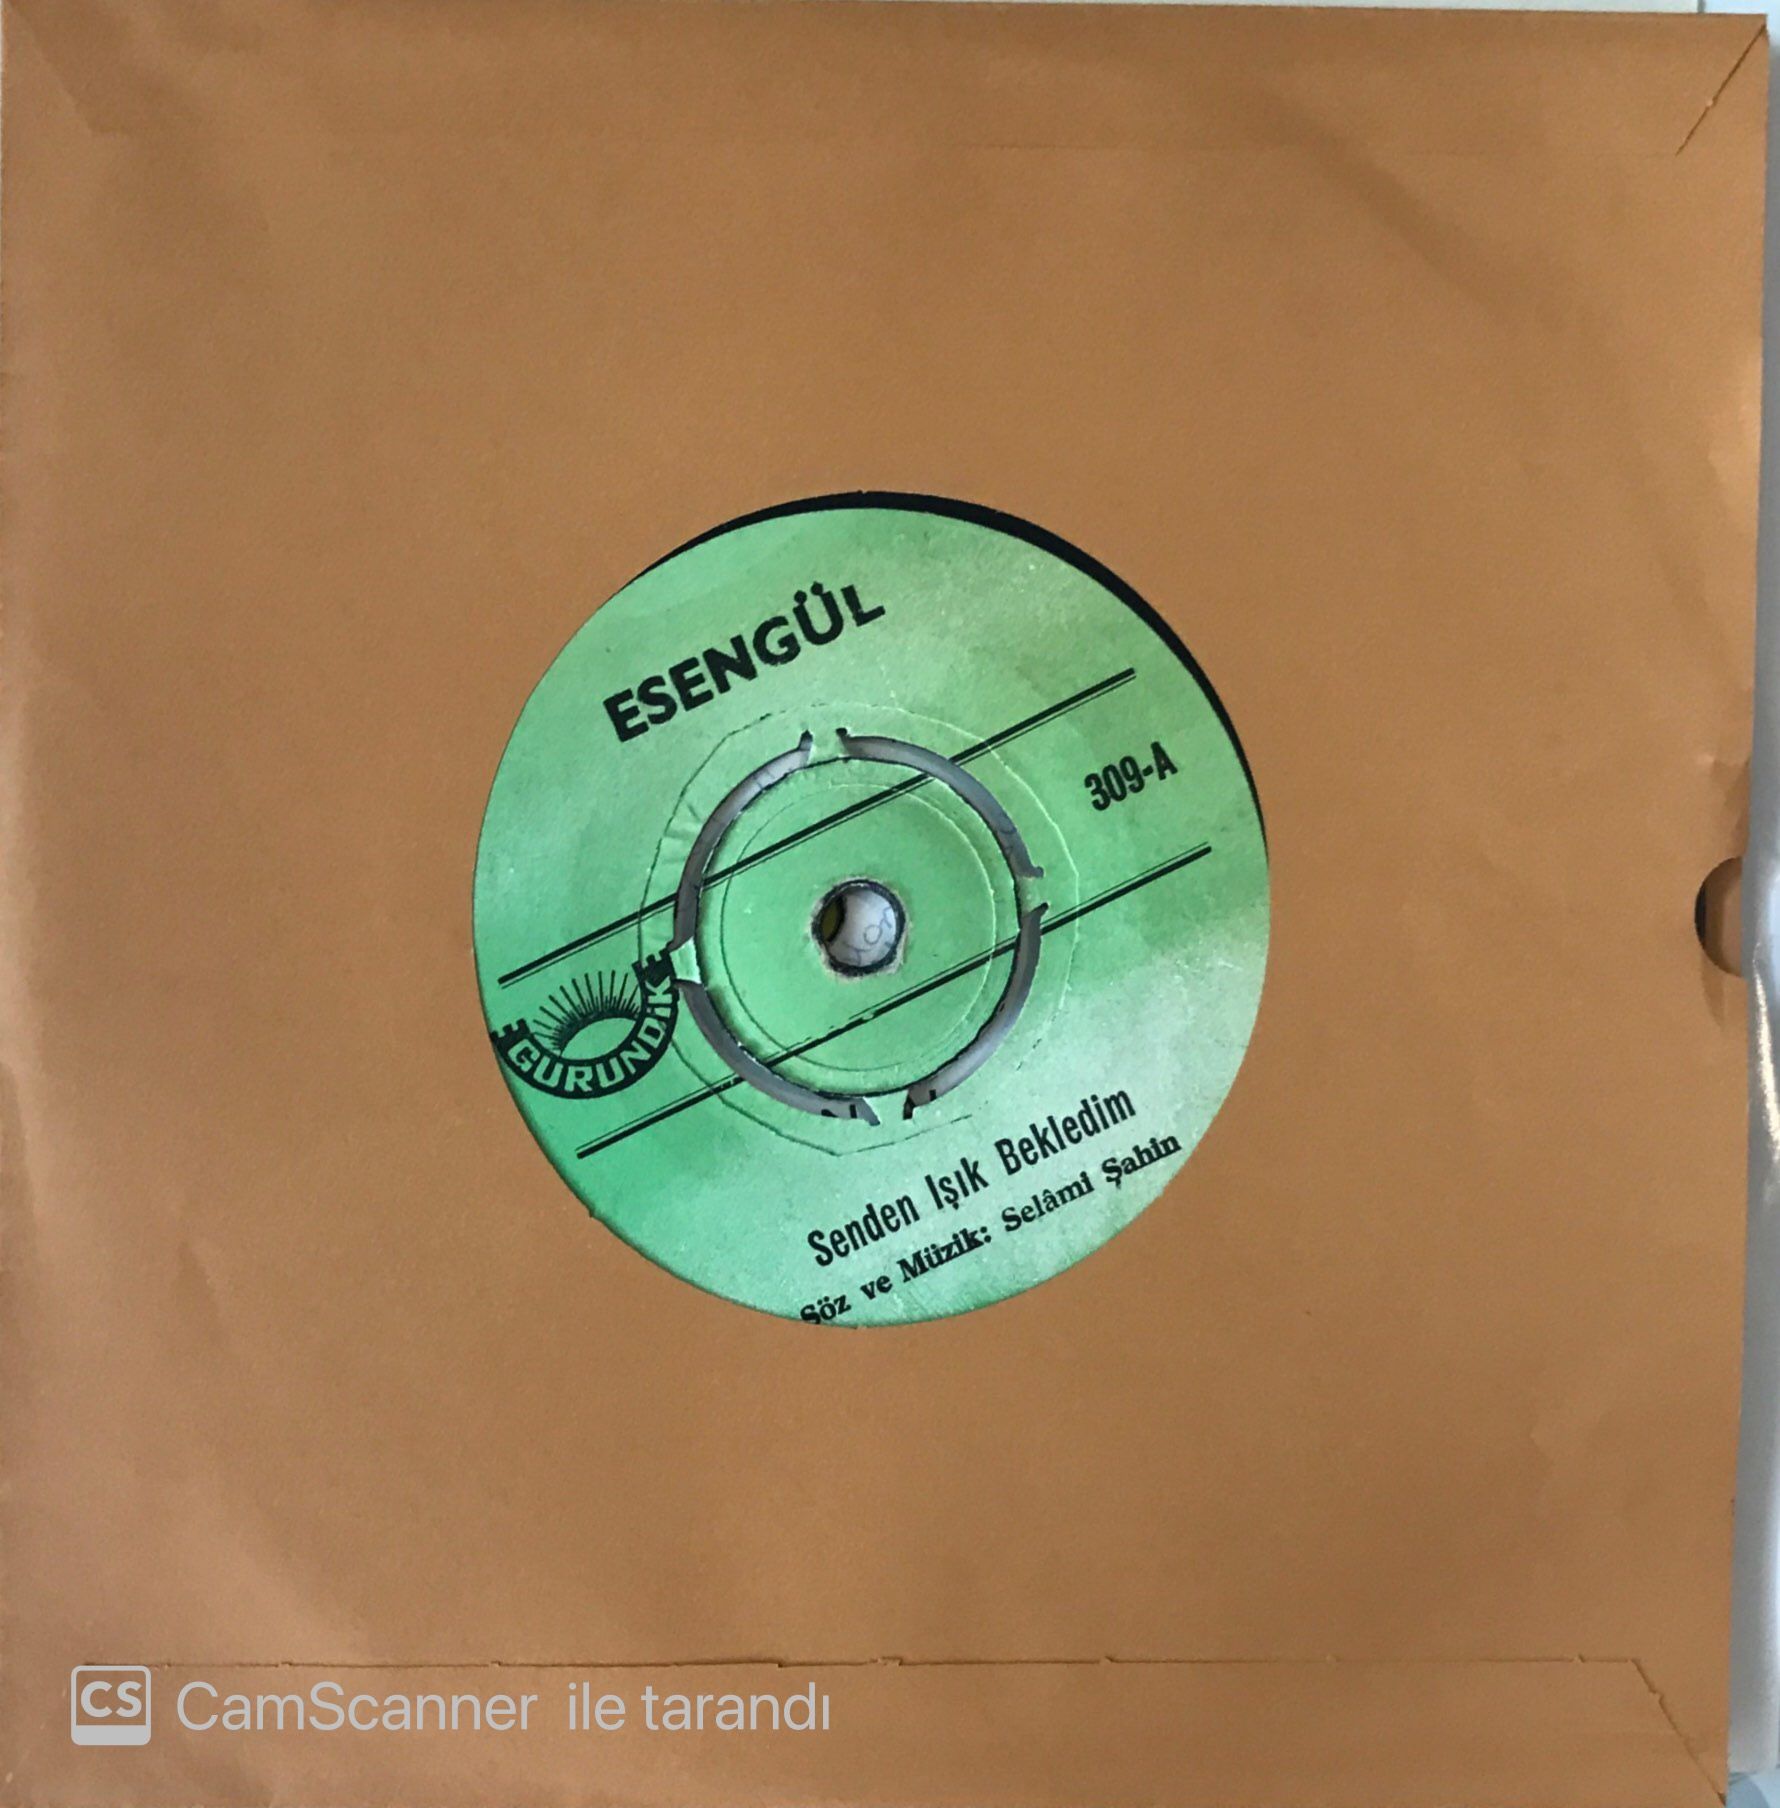 ESENGÜL
309-A
GURUNDİK
Senden Işık Bekledim
Söz ve Müzik: Selâmi Şahin
CS CamScanner ile tarandı